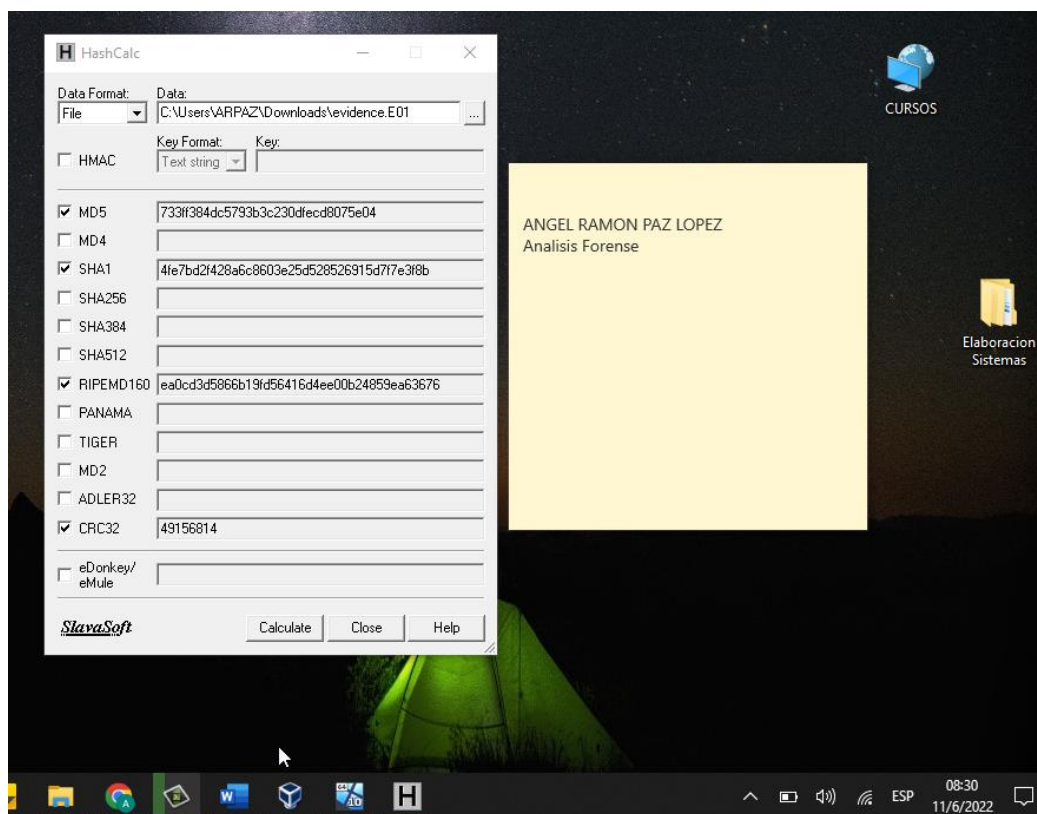 HashCalc
Data Format:
Data:
File
C:\Users\ARPAZ\Downloads\evidence.E01
...
HMAC
Key Format:
Key:
Text string
MD5
733ff384dc5793b3c230dfecd8075e04
MD4
SHA1
4fe7bd2f428a6c8603e25d528526915d7f7e3f8b
SHA256
SHA384
SHA512
RIPEMD160
ea0cd3d5866b19fd56416d4ee00b24859ea63676
PANAMA
TIGER
MD2
ADLER32
CRC32
49156814
eDonkey/
eMule
SlavaSoft
Calculate
Close
Help
ANGEL RAMON PAZ LOPEZ
Analisis Forense
CURSOS
Elaboracion
Sistemas
ESP
08:30
11/6/2022